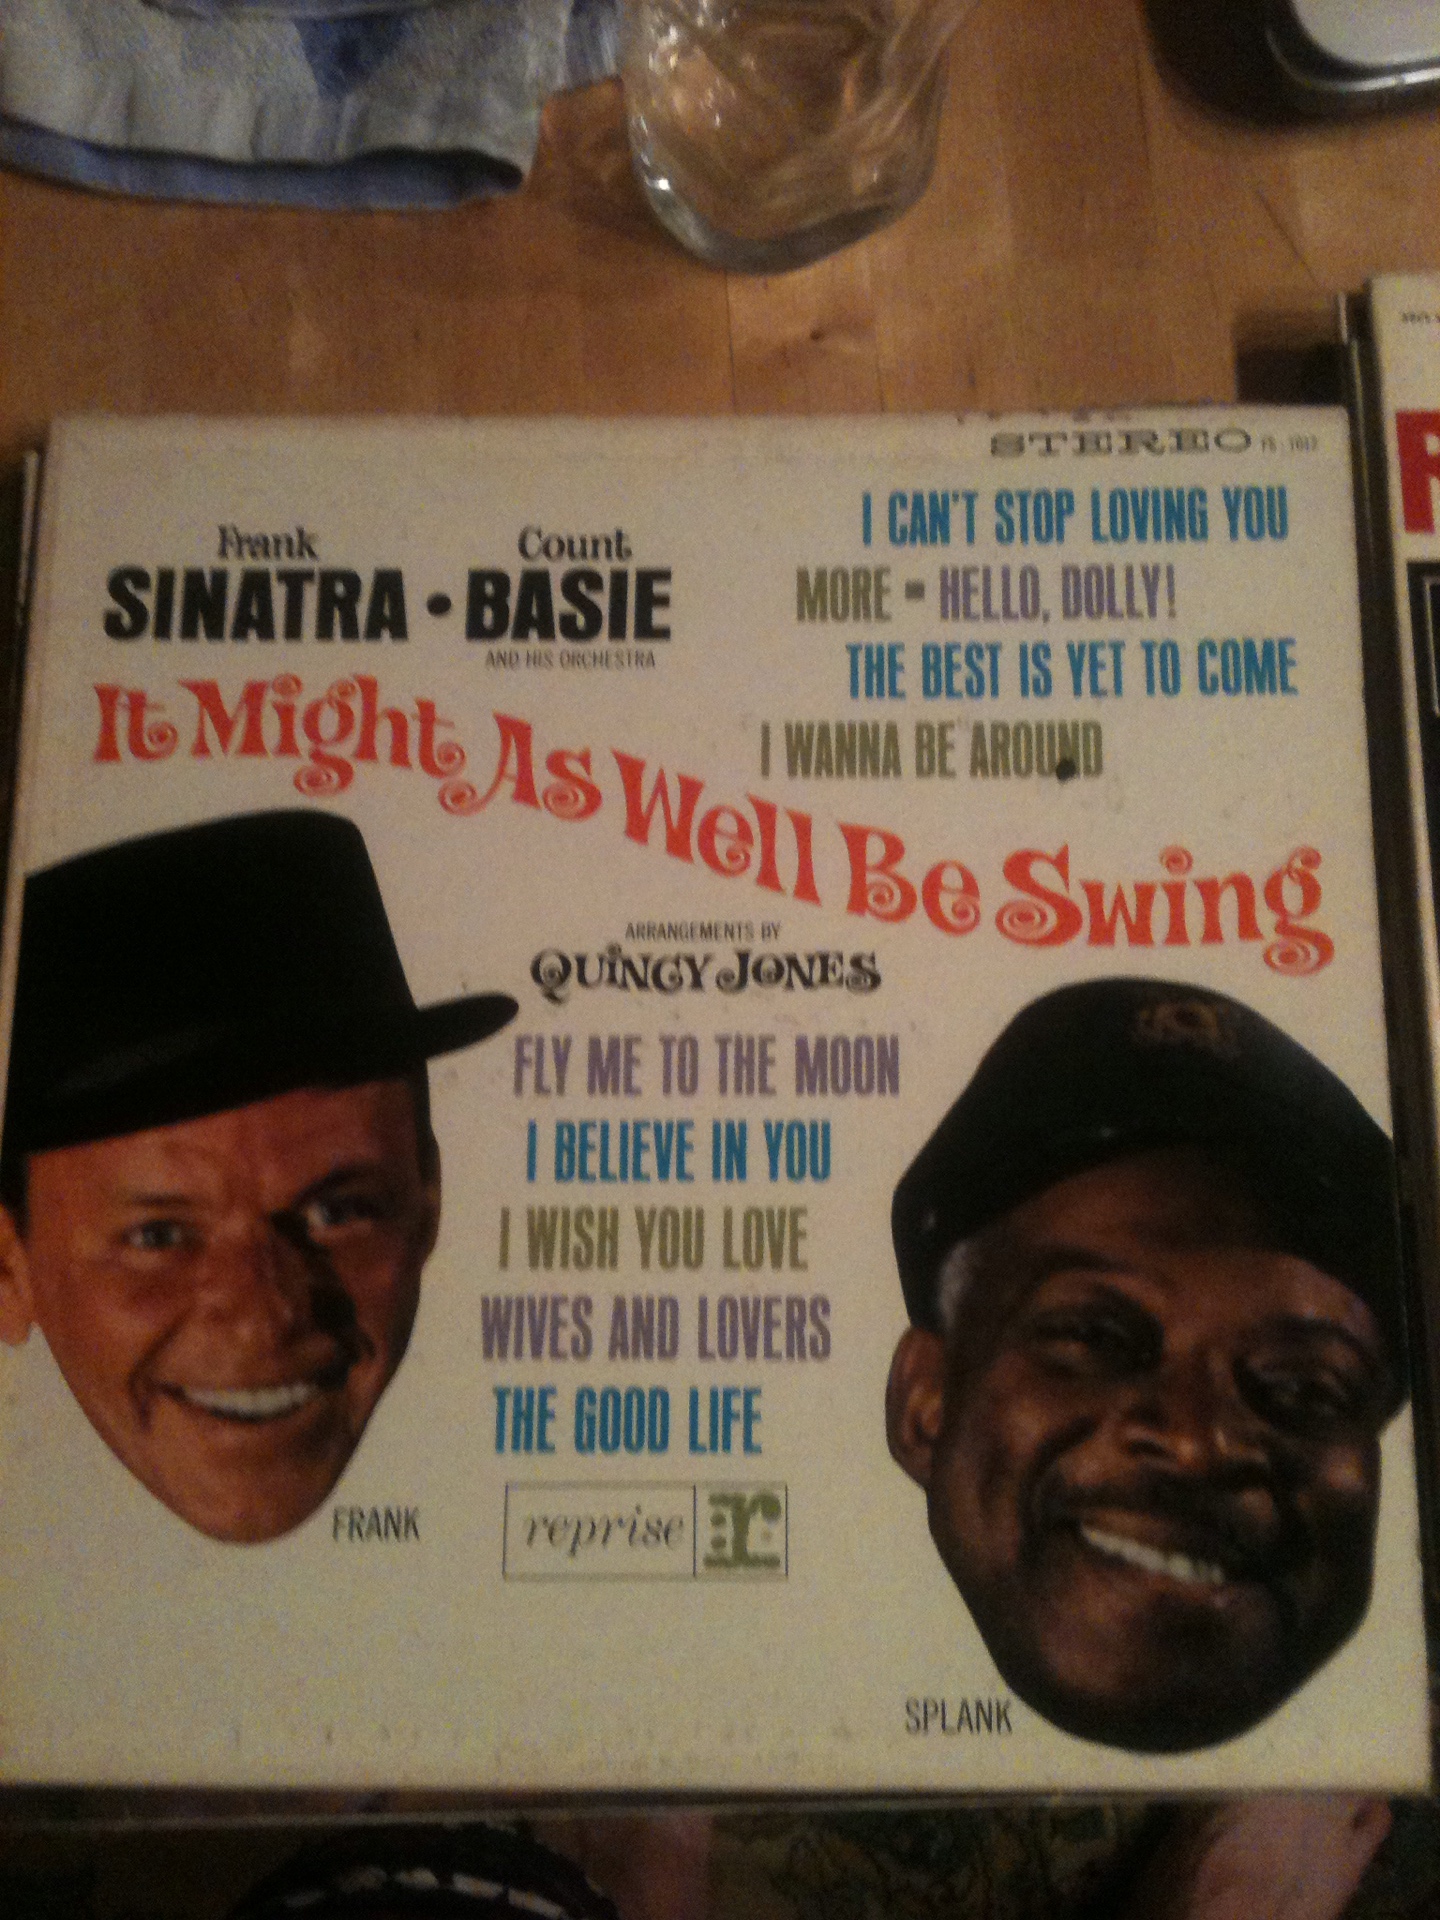 STEREO
Frank Count
SINATRA • BASIE
AND HIS ORCHESTRA
I CAN'T STOP LOVING YOU
MORE - HELLO, DOLLY!
THE BEST IS YET TO COME
I WANNA BE AROUND
It Might As Well Be Swing
ARRANGEMENTS BY
QUINCY JONES
FLY ME TO THE MOON
I BELIEVE IN YOU
I WISH YOU LOVE
WIVES AND LOVERS
THE GOOD LIFE
FRANK
reprise r
SPLANK
R